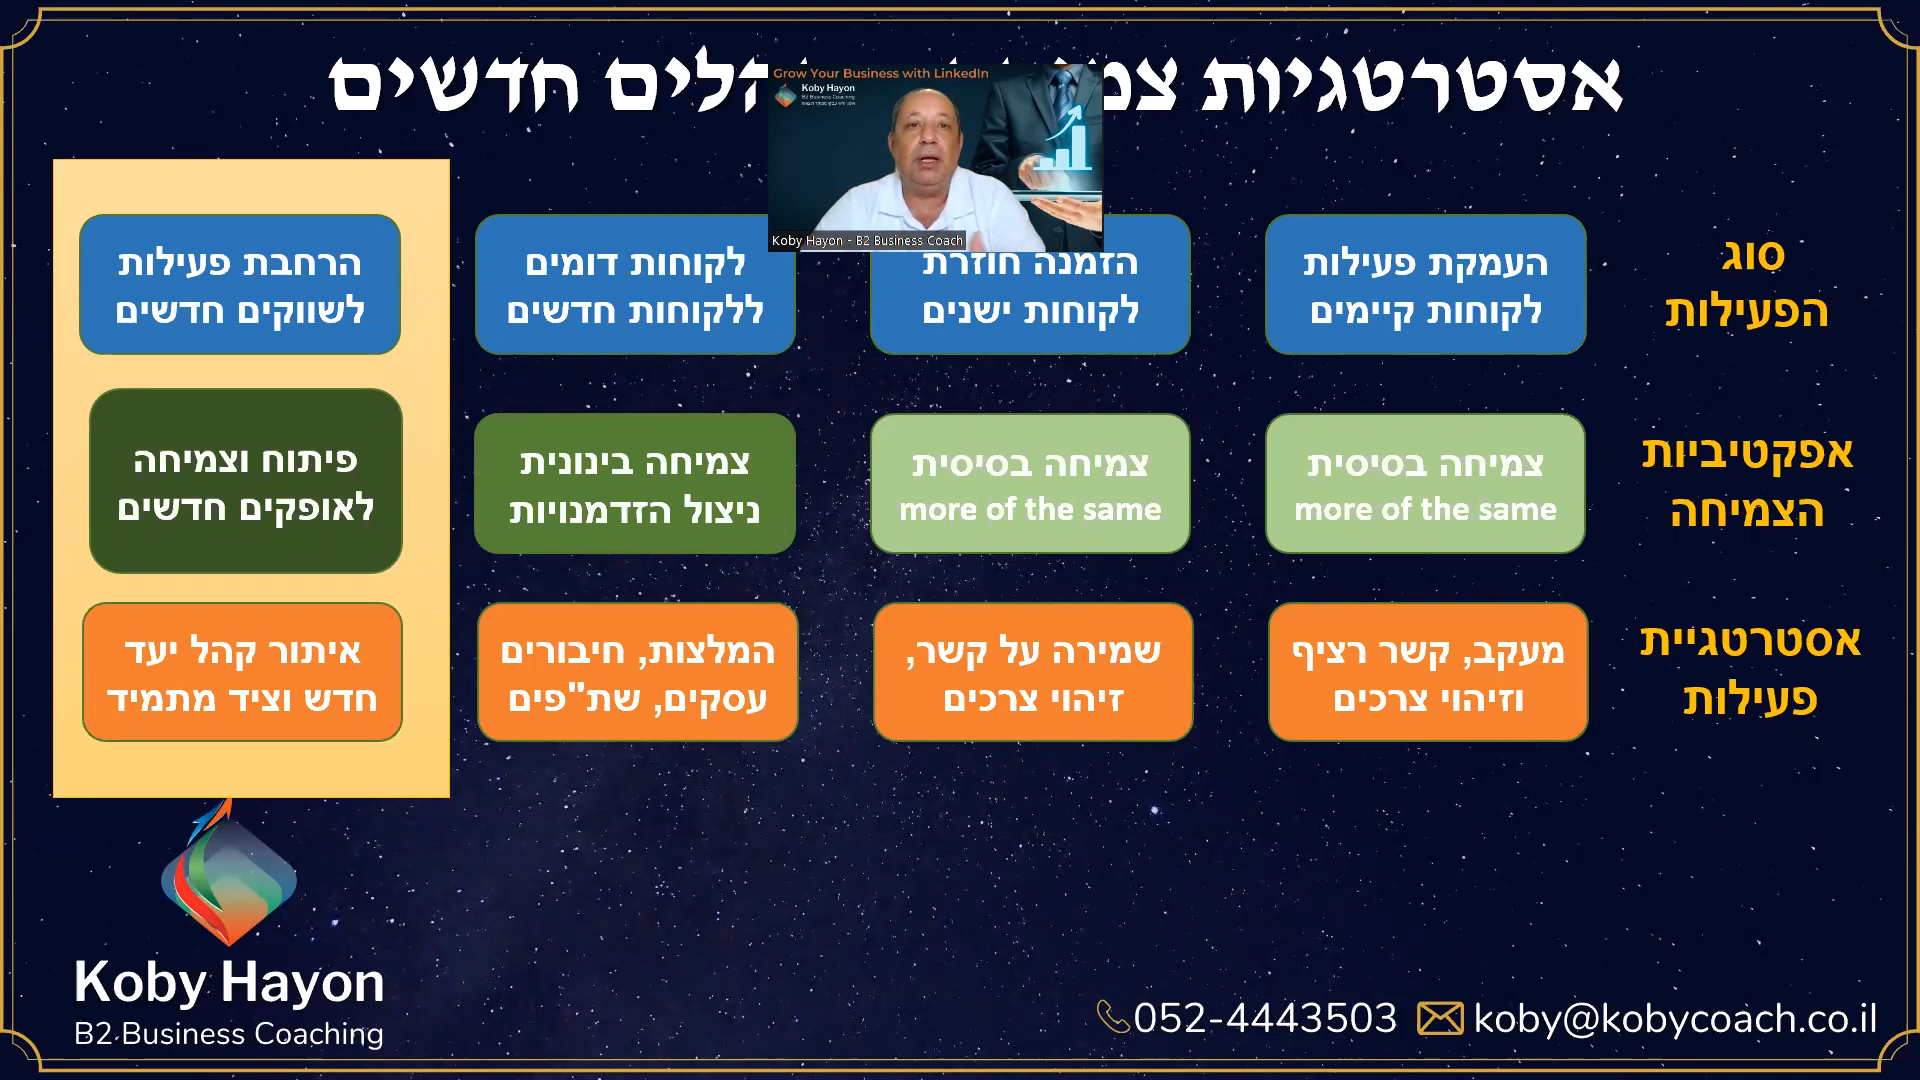 אסטרטגיות חדשים
Grow Your Business with LinkedIn
Koby Hayon
B2 Business Coaching
Koby Hayon - B2 Business Coach
סוג
הפעילות
העמקת פעילות
לקוחות קיימים
הזמנה חוזרת
לקוחות ישנים
לקוחות דומים
ללקוחות חדשים
הרחבת פעילות
לשווקים חדשים
אפקטיביות
הצמיחה
צמיחה בסיסית
more of the same
צמיחה בסיסית
more of the same
צמיחה בינונית
ניצול הזדמנויות
פיתוח וצמיחה
לאופקים חדשים
אסטרטגיית
פעילות
מעקב, קשר רציף
וזיהוי צרכים
שמירה על קשר,
זיהוי צרכים
המלצות, חיבורים
עסקים, שת"פים
איתור קהל יעד
חדש וציד מתמיד
Koby Hayon
B2 Business Coaching
052-4443503
koby@kobycoach.co.il